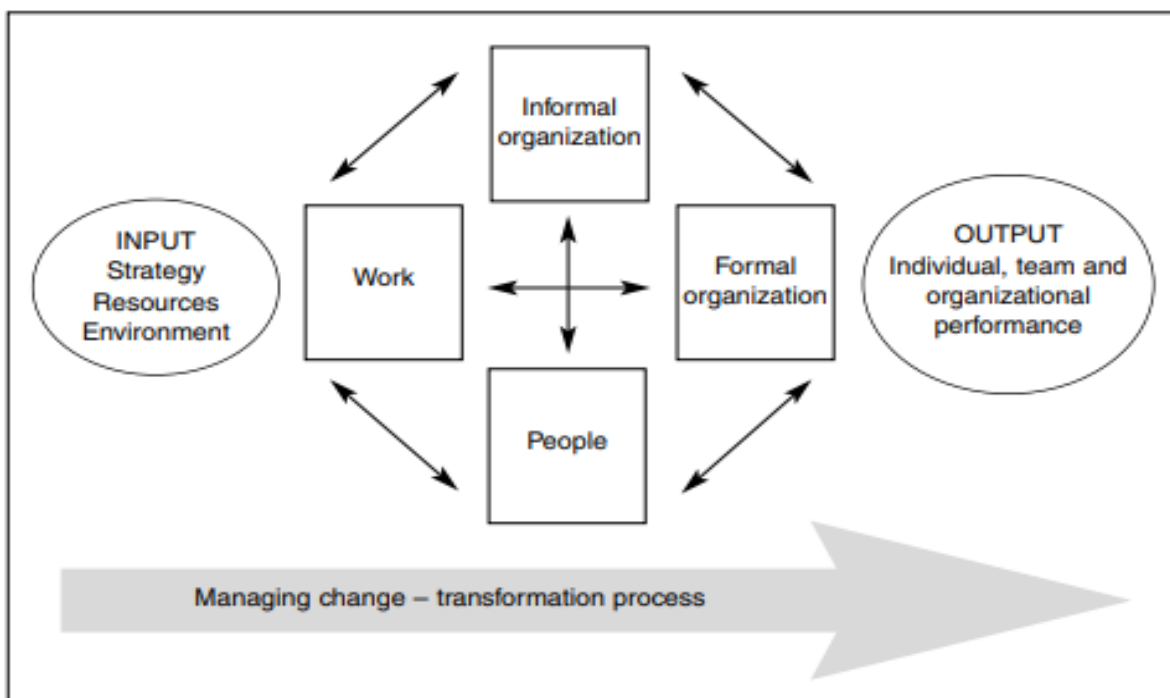 Informal
organization
INPUT
Strategy
Resources
Environment
Work
Formal
organization
OUTPUT
Individual, team and
organizational
performance
People
Managing change – transformation process